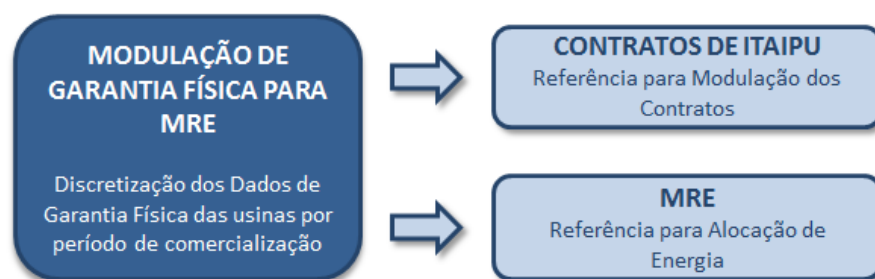 MODULAÇÃO DE
GARANTIA FÍSICA PARA
MRE
Discretização dos Dados de
Garantia Física das usinas por
período de comercialização
CONTRATOS DE ITAIPU
Referência para Modulação dos
Contratos
MRE
Referência para Alocação de
Energia